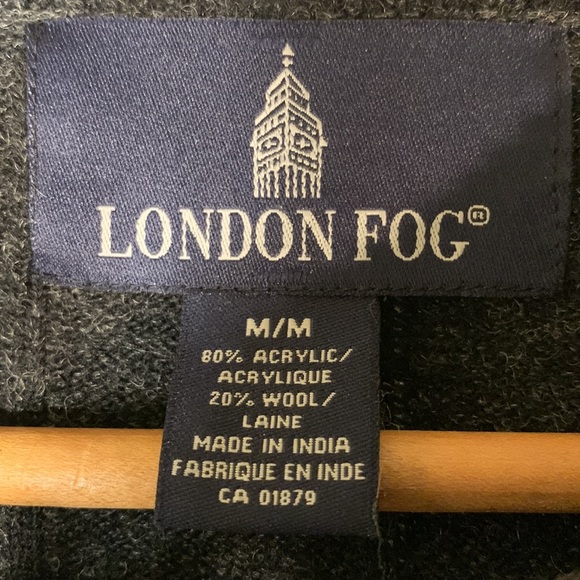 LONDON FOG®
M/M
80% ACRYLIC/
ACRYLIQUE
20% WOOL/
LAINE
MADE IN INDIA
FABRIQUE EN INDE
CA 01879